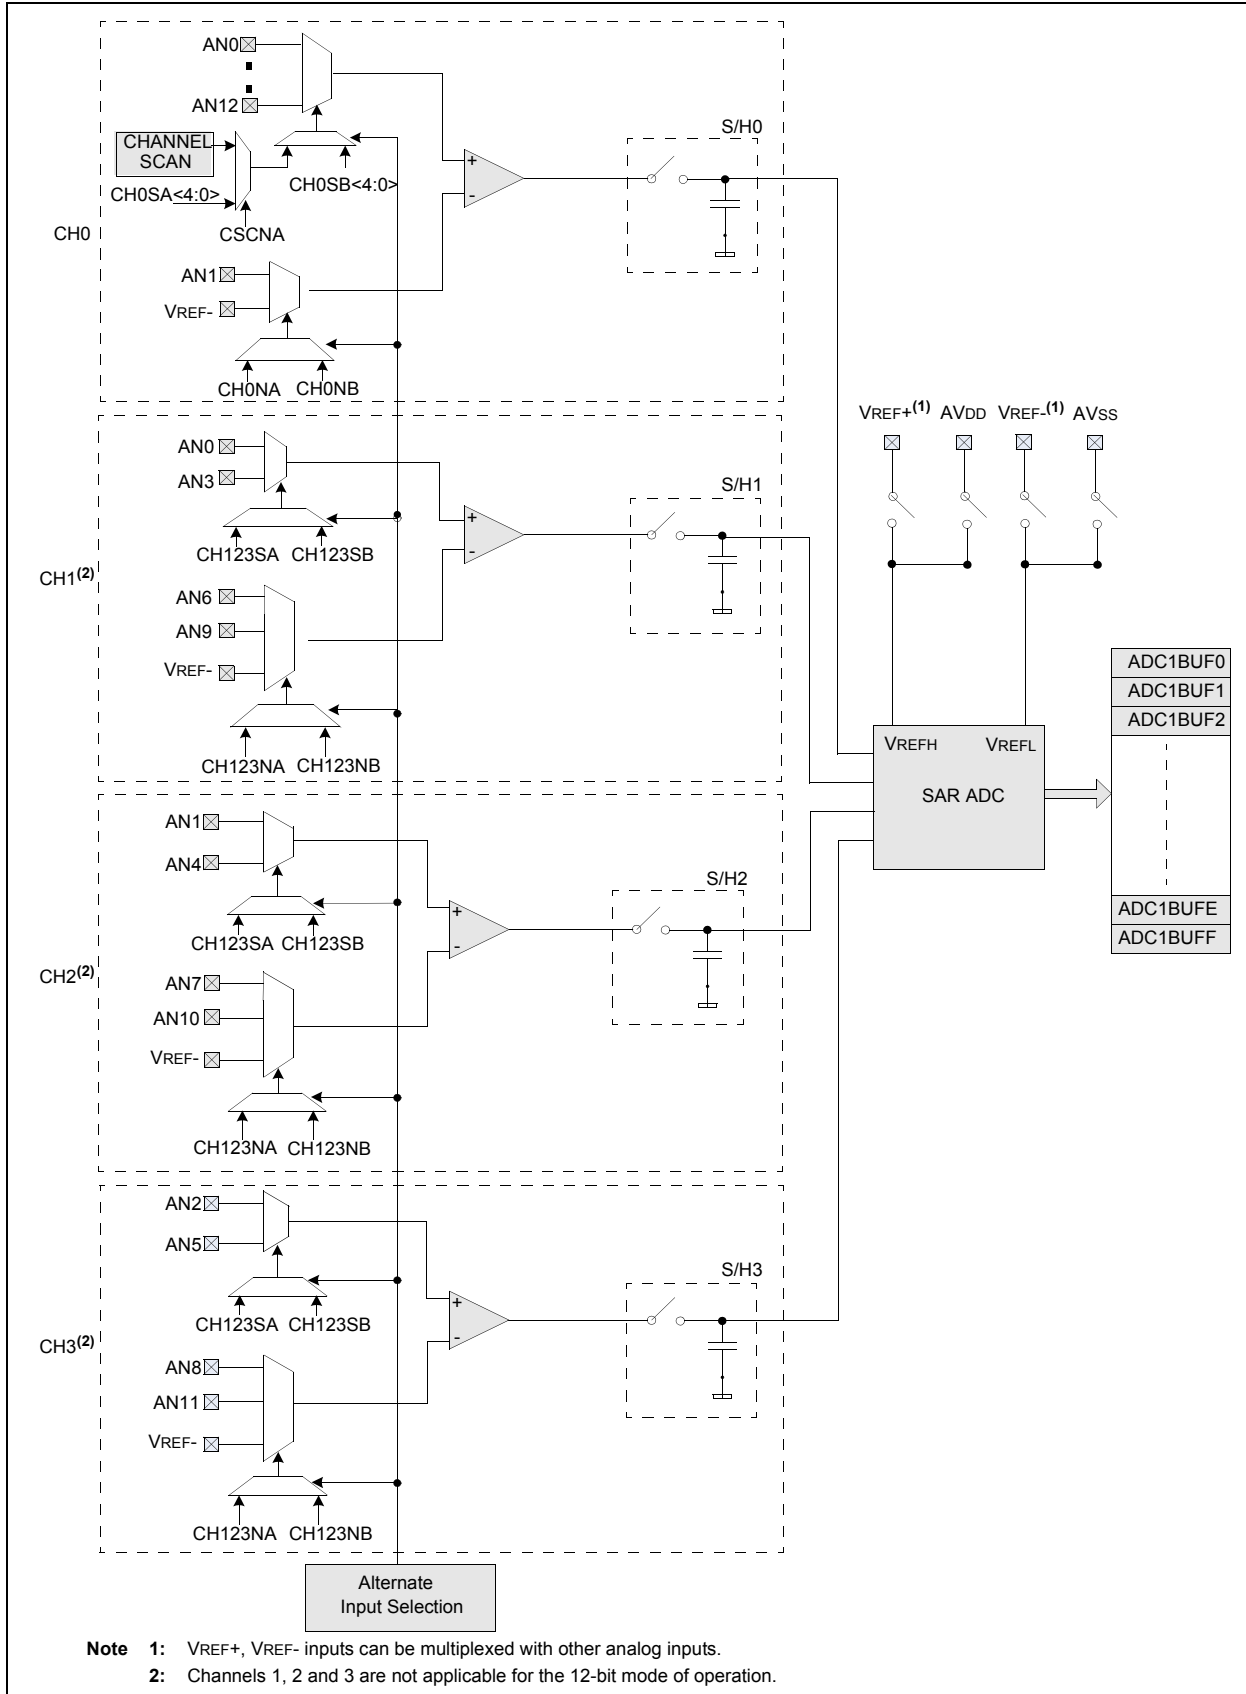 AN0
AN12
CHANNEL
SCAN
CH0SA<4:0>
CH0SB<4:0>
CSCNA
+
-
S/H0
CH0
AN1
VREF-
CH0NA CH0NB
VREF+(1) AVDD VREF-(1) AVSS
AN0
AN3
CH123SA CH123SB
+
-
S/H1
CH1(2)
AN6
AN9
VREF-
CH123NA CH123NB
VREFH VREFL
SAR ADC
ADC1BUF0
ADC1BUF1
ADC1BUF2
ADC1BUFE
ADC1BUFF
AN1
AN4
CH123SA CH123SB
+
-
S/H2
CH2(2)
AN7
AN10
VREF-
CH123NA CH123NB
AN2
AN5
CH123SA CH123SB
+
-
S/H3
CH3(2)
AN8
AN11
VREF-
CH123NA CH123NB
Alternate
Input Selection
Note 1: VREF+, VREF- inputs can be multiplexed with other analog inputs.
2: Channels 1, 2 and 3 are not applicable for the 12-bit mode of operation.